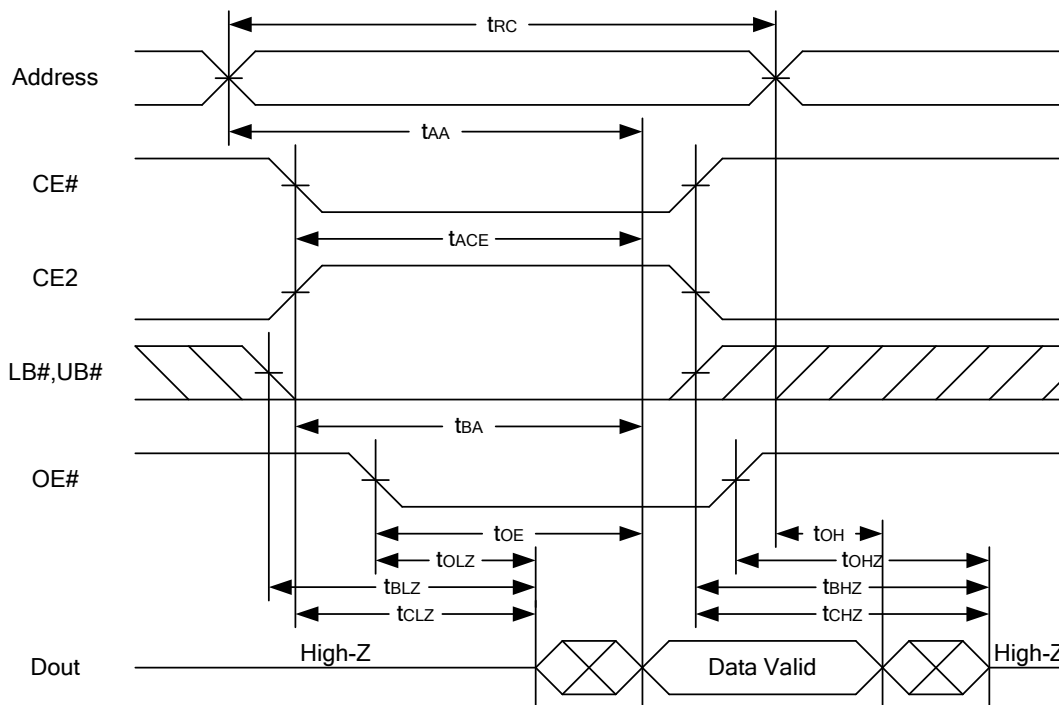 tRC
Address
tAA
CE#
tACE
CE2
LB#,UB#
tBA
OE#
tOE
tOH
tOLZ
tOHZ
tBLZ
tBHZ
tCLZ
tCHZ
Dout
High-Z
Data Valid
High-Z